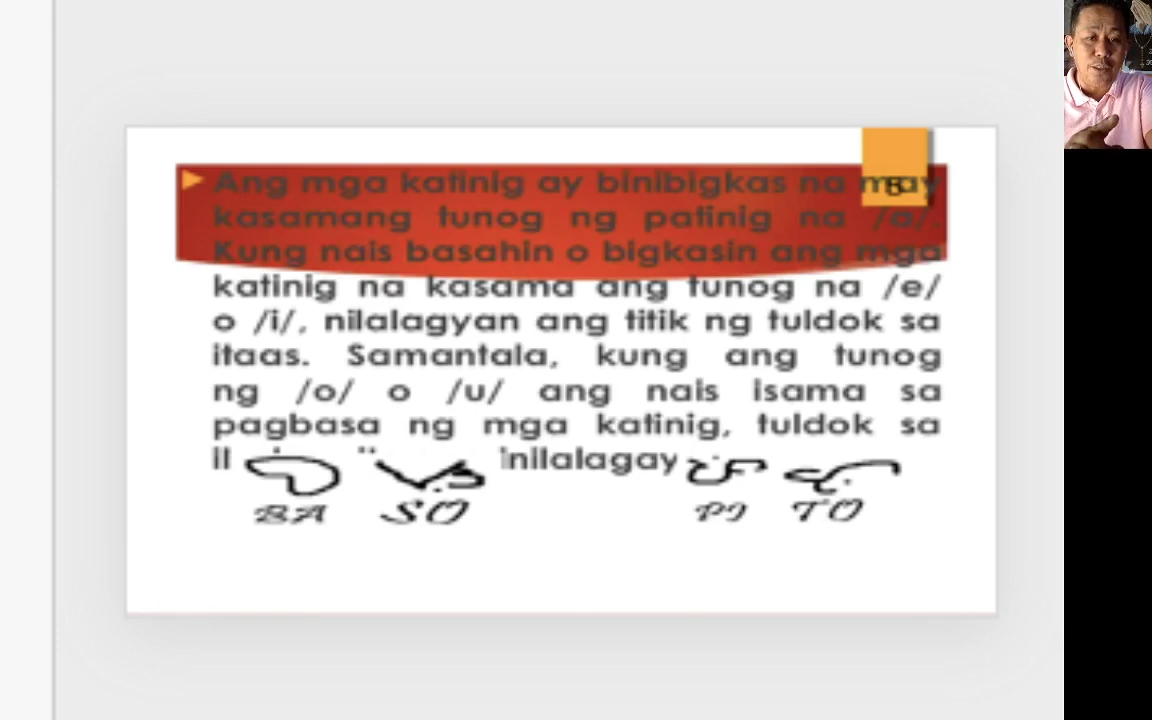 Ang mga katinig ay binibigkas na may
kasamang tunog ng patinig na /a/.
Kung nais basahin o bigkasin ang mga
katinig na kasama ang tunog na /e/
o /i/, nilalagyan ang titik ng tuldok sa
itaas. Samantala, kung ang tunog
ng /o/ o /u/ ang nais isama sa
pagbasa ng mga katinig, tuldok sa
inilalagay
BA SO PI TO